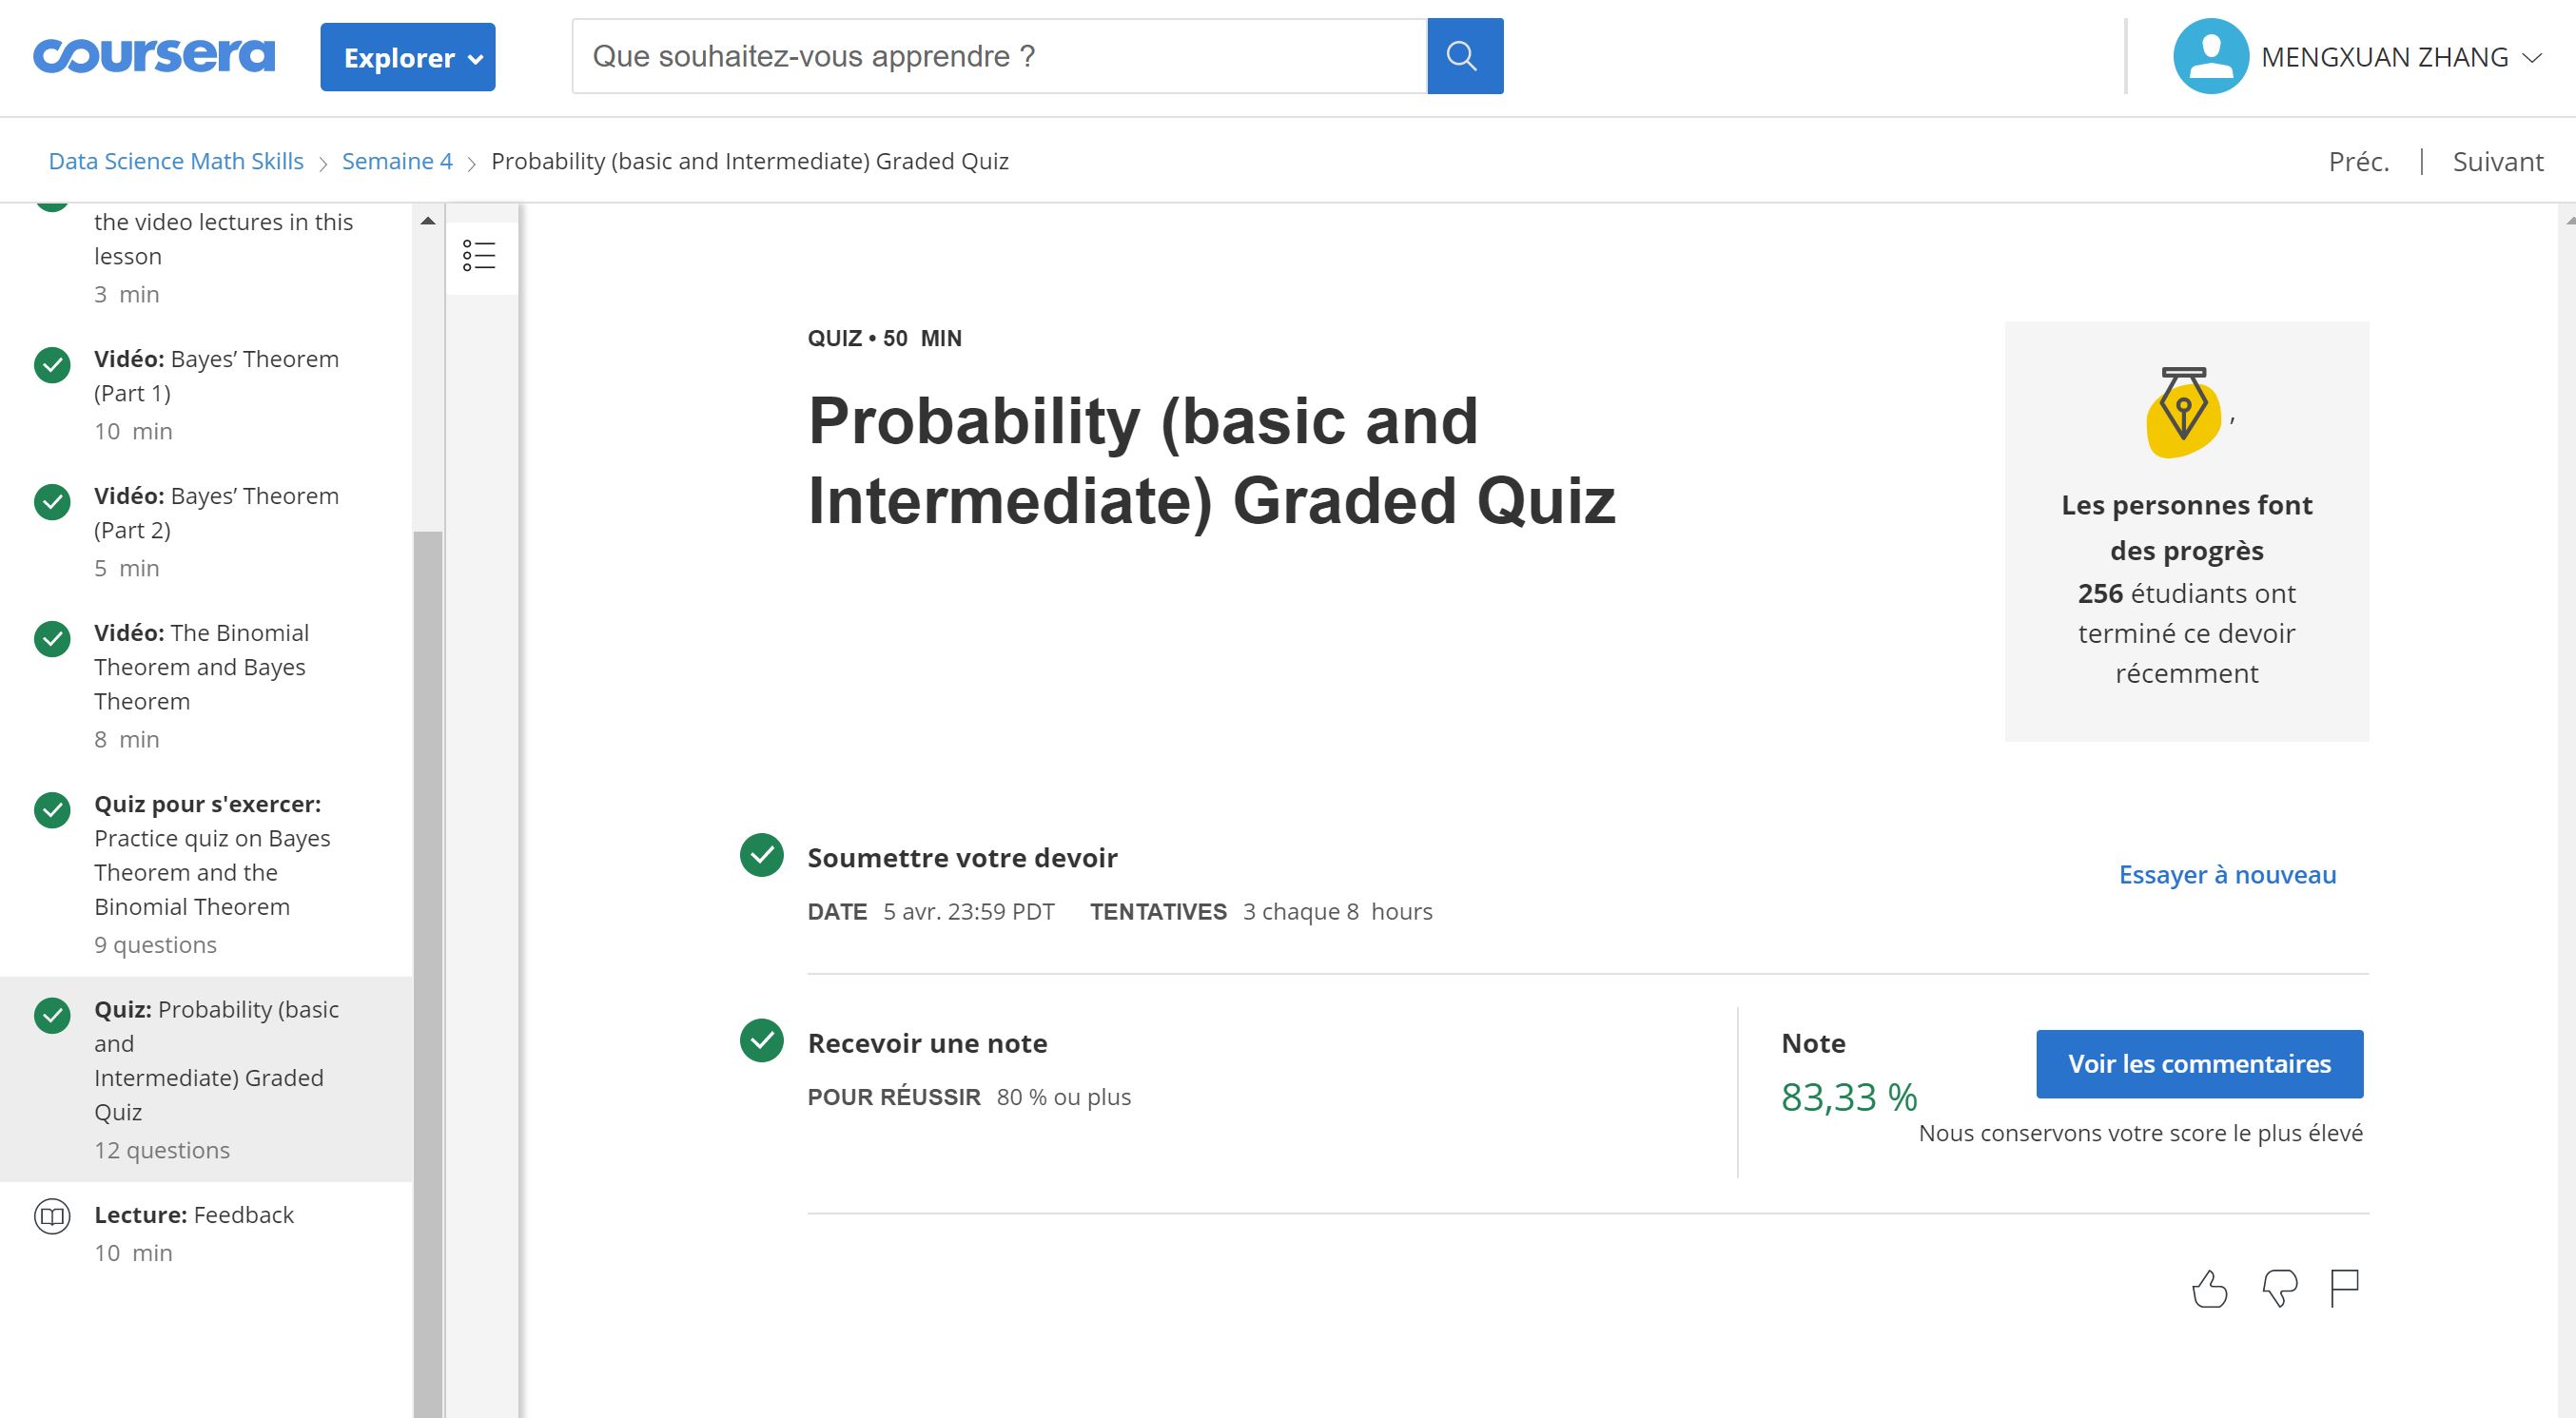 coursera
Explorer
Que souhaitez-vous apprendre ?
MENGXUAN ZHANG
Data Science Math Skills
Semaine 4
Probability (basic and Intermediate) Graded Quiz
Préc.
Suivant
the video lectures in this
lesson
3 min
Vidéo: Bayes’ Theorem
(Part 1)
10 min
Vidéo: Bayes’ Theorem
(Part 2)
5 min
Vidéo: The Binomial
Theorem and Bayes
Theorem
8 min
Quiz pour s'exercer:
Practice quiz on Bayes
Theorem and the
Binomial Theorem
9 questions
Quiz: Probability (basic
and
Intermediate) Graded
Quiz
12 questions
Lecture: Feedback
10 min
QUIZ • 50 MIN
Probability (basic and
Intermediate) Graded Quiz
,
Les personnes font
des progrès
256 étudiants ont
terminé ce devoir
récemment
Soumettre votre devoir
DATE 5 avr. 23:59 PDT TENTATIVES 3 chaque 8 hours
Essayer à nouveau
Recevoir une note
POUR RÉUSSIR 80 % ou plus
Note
83,33 %
Voir les commentaires
Nous conservons votre score le plus élevé